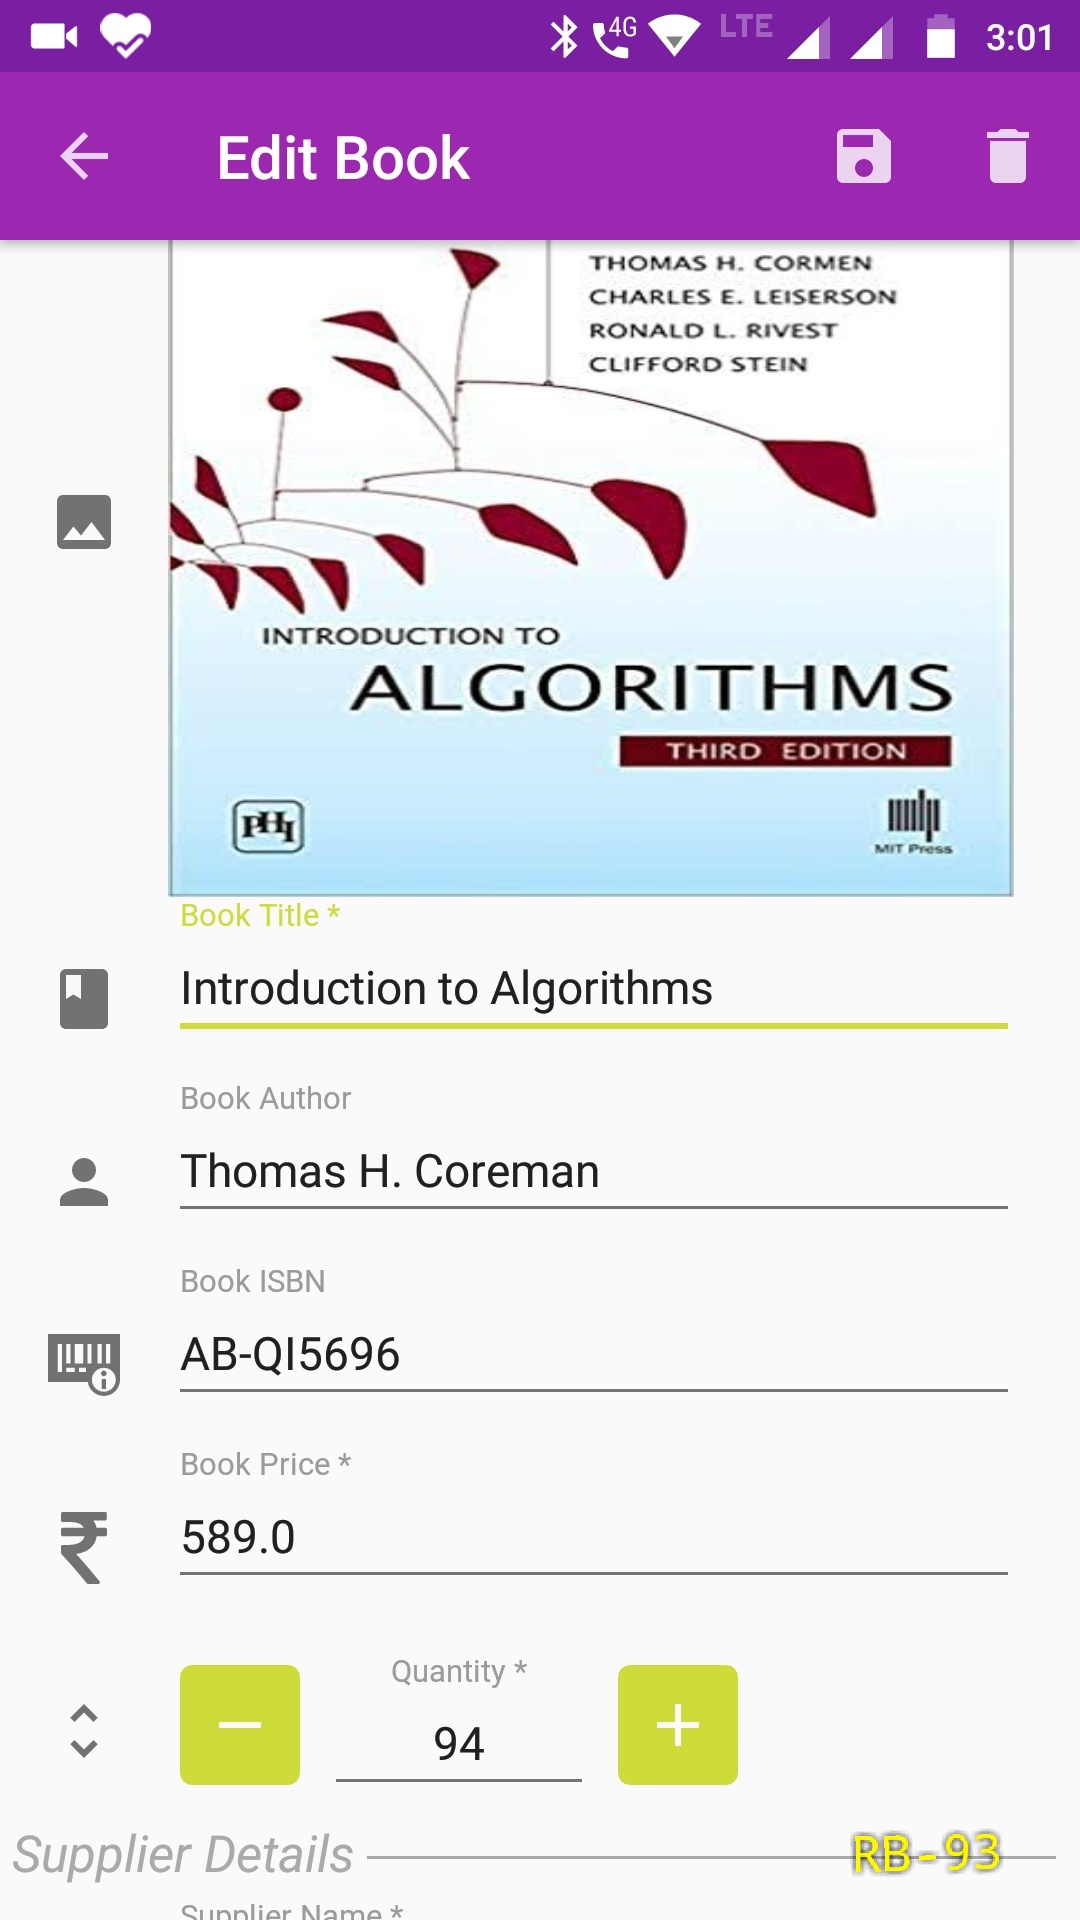 4G LTE 3:01
Edit Book
THOMAS H. CORMEN
CHARLES E. LEISERSON
RONALD L. RIVEST
CLIFFORD STEIN
INTRODUCTION TO
ALGORITHMS
THIRD EDITION
PHI
MIT Press
Book Title *
Introduction to Algorithms
Book Author
Thomas H. Coreman
Book ISBN
AB-QI5696
Book Price *
₹ 589.0
Quantity *
94
Supplier Details
RB-93
Supplier Name *